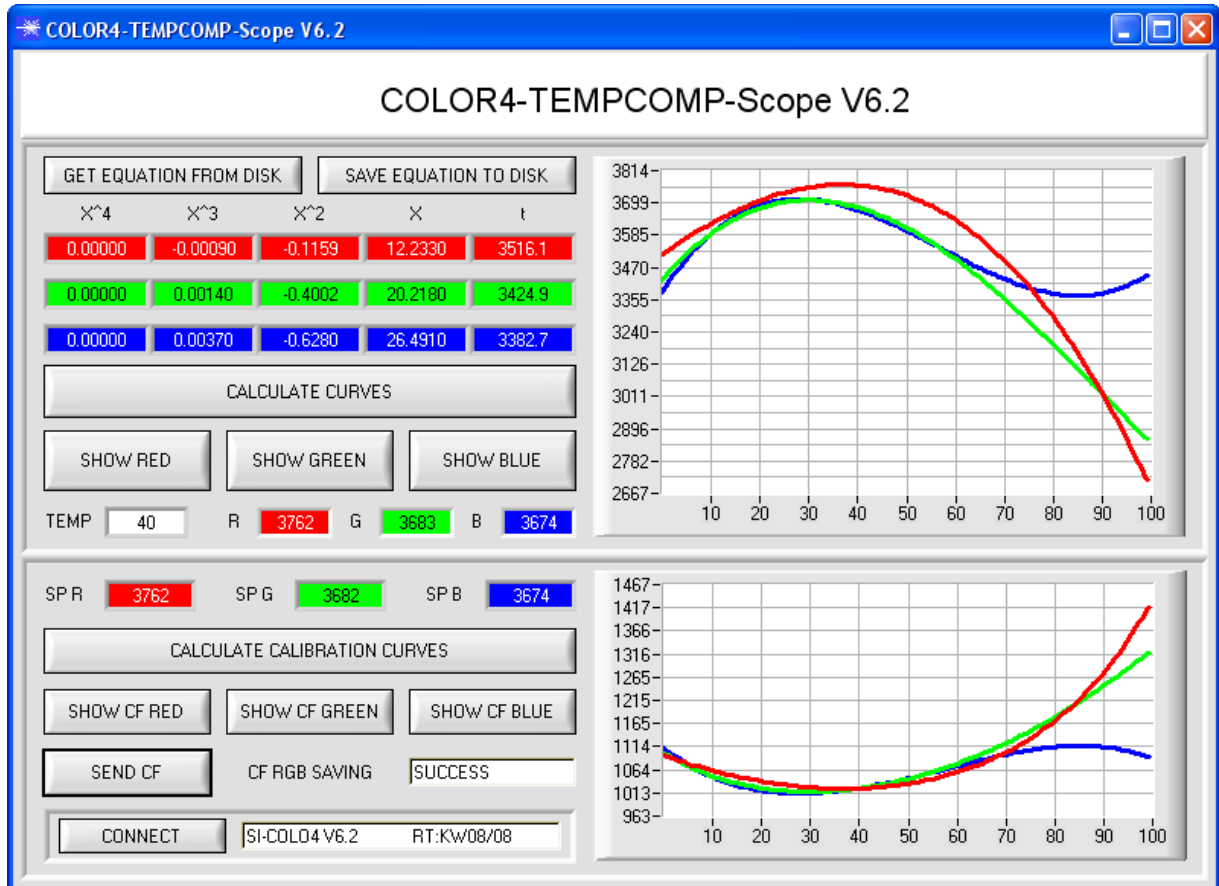 COLOR4-TEMPCOMP-Scope V6.2
COLOR4-TEMPCOMP-Scope V6.2
GET EQUATION FROM DISK SAVE EQUATION TO DISK
X^4 X^3 X^2 X t
0.00000 -0.00090 -0.1159 12.2330 3516.1
0.00000 0.00140 -0.4002 20.2180 3424.9
0.00000 0.00370 -0.6280 26.4910 3382.7
CALCULATE CURVES
SHOW RED SHOW GREEN SHOW BLUE
TEMP 40 R 3762 G 3683 B 3674
3814
3699
3585
3470
3355
3240
3126
3011
2896
2782
2667
10 20 30 40 50 60 70 80 90 100
SP R 3762 SP G 3682 SP B 3674
CALCULATE CALIBRATION CURVES
SHOW CF RED SHOW CF GREEN SHOW CF BLUE
SEND CF CF RGB SAVING SUCCESS
CONNECT SI-COLO4 V6.2 RT:KW08/08
1467
1417
1366
1316
1265
1215
1165
1114
1064
1013
963
10 20 30 40 50 60 70 80 90 100